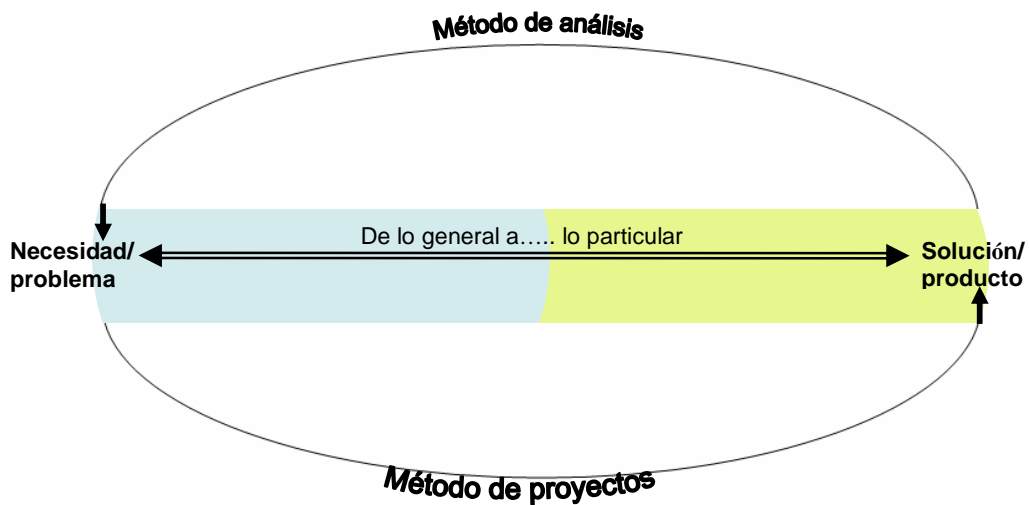 Método de análisis
De lo general a….. lo particular
Necesidad/
problema
Solución/
producto
Método de proyectos